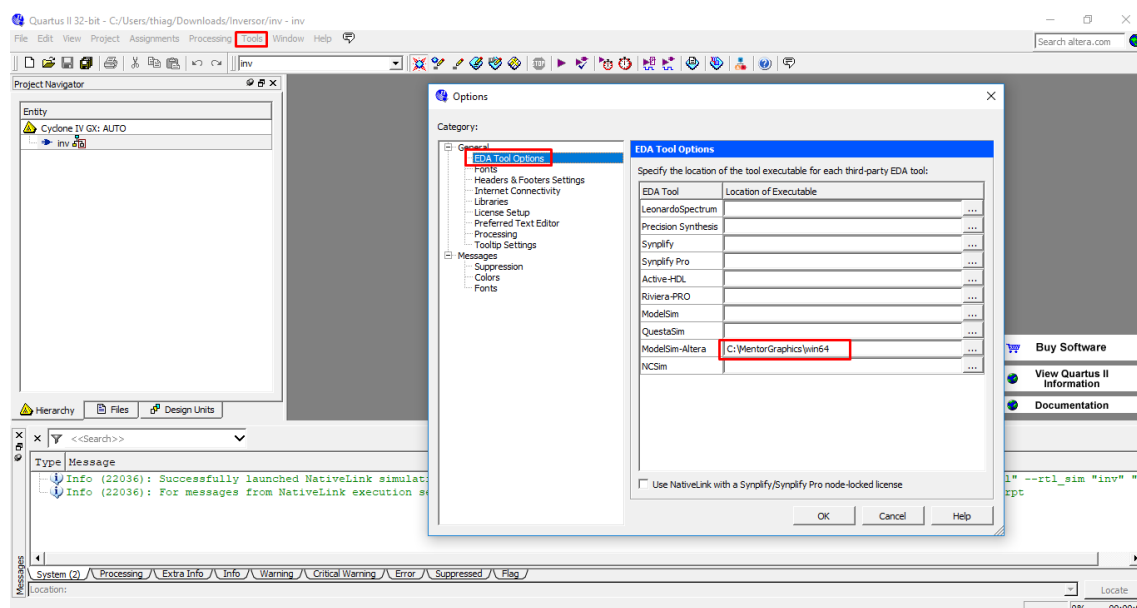 Quartus II 32-bit - C:/Users/thiag/Downloads/Inversor/inv - inv
File Edit View Project Assignments Processing Tools Window Help
Search altera.com
inv
Project Navigator
Entity
Cyclone IV GX: AUTO
inv
Hierarchy Files Design Units
Options
Category:
General
EDA Tool Options
Fonts
Headers & Footers Settings
Internet Connectivity
Libraries
License Setup
Preferred Text Editor
Processing
Tooltip Settings
Messages
Suppression
Colors
Fonts
EDA Tool Options
Specify the location of the tool executable for each third-party EDA tool:
EDA Tool Location of Executable
LeonardoSpectrum ...
Precision Synthesis ...
Synplify ...
Synplify Pro ...
Active-HDL ...
Riviera-PRO ...
ModelSim ...
QuestaSim ...
ModelSim-Altera C:\MentorGraphics\win64 ...
NCSim ...
Use NativeLink with a Synplify/Synplify Pro node-locked license
OK Cancel Help
Buy Software
View Quartus II
Information
Documentation
<<Search>>
Type Message
Info (22036): Successfully launched NativeLink simulat
l" --rtl_sim "inv" "
Info (22036): For messages from NativeLink execution s
rpt
System (2) Processing Extra Info Info Warning Critical Warning Error Suppressed Flag
Messages
Location:
Locate
0%